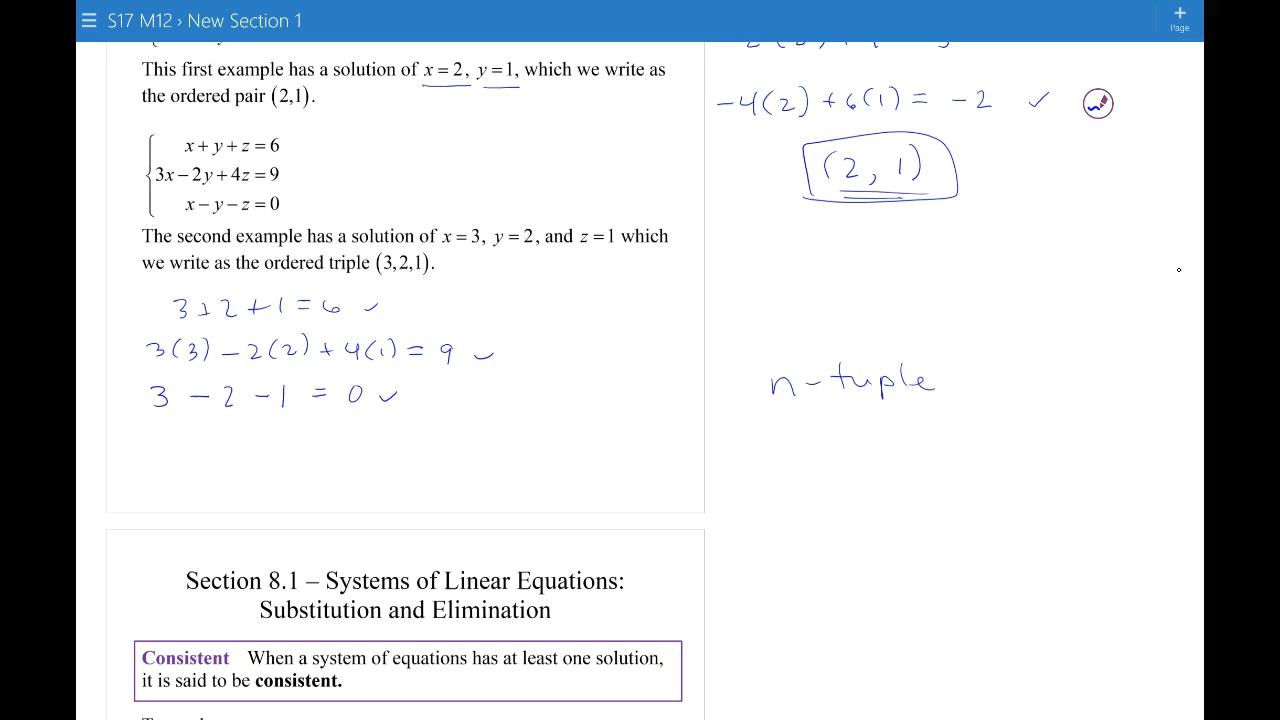 S17 M12 › New Section 1
Page
This first example has a solution of x = 2, y = 1, which we write as
the ordered pair (2,1).
x + y + z = 6
3x − 2y + 4z = 9
x − y − z = 0
The second example has a solution of x = 3, y = 2, and z = 1 which
we write as the ordered triple (3,2,1).
3 + 2 + 1 = 6 ✓
3(3) − 2(2) + 4(1) = 9 ✓
3 − 2 − 1 = 0 ✓
Section 8.1 – Systems of Linear Equations:
Substitution and Elimination
Consistent When a system of equations has at least one solution,
it is said to be consistent.
−4(2) + 6(1) = −2 ✓
(2, 1)
n-tuple